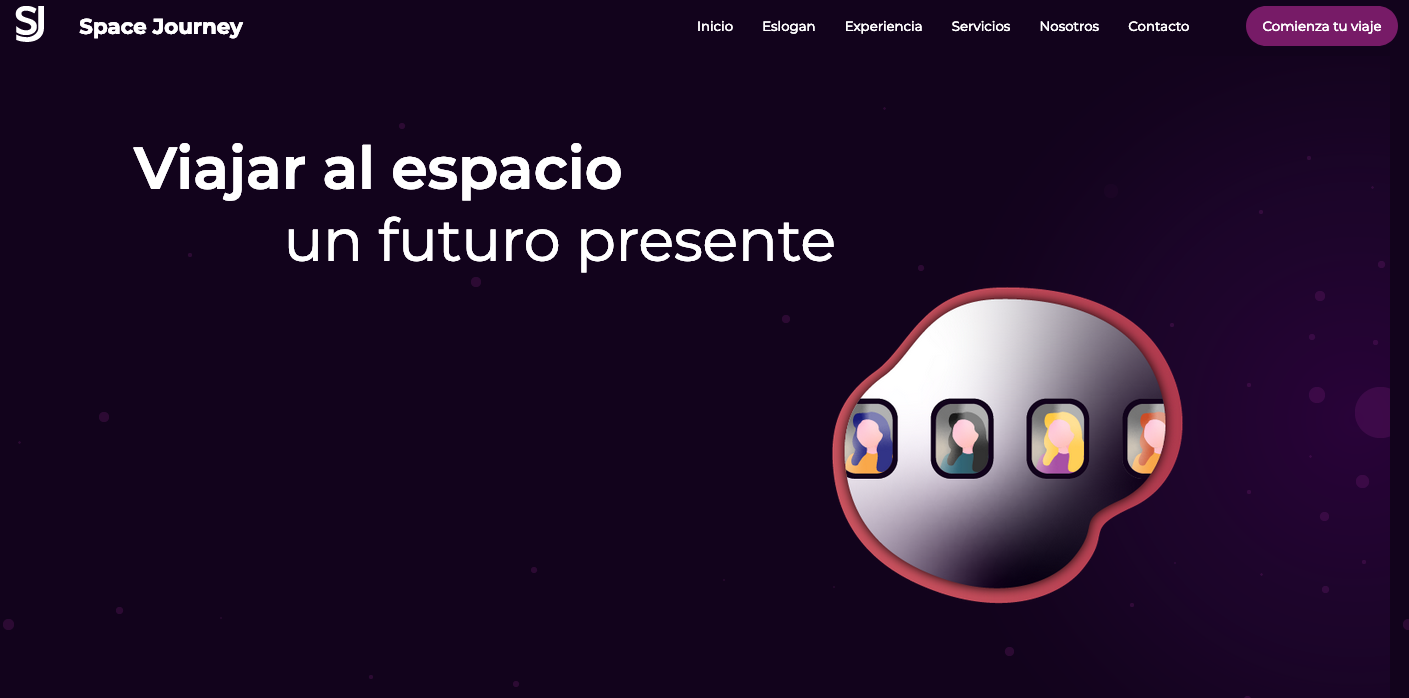 SJ
Space Journey
Inicio Eslogan Experiencia Servicios Nosotros Contacto Comienza tu viaje
Viajar al espacio
un futuro presente